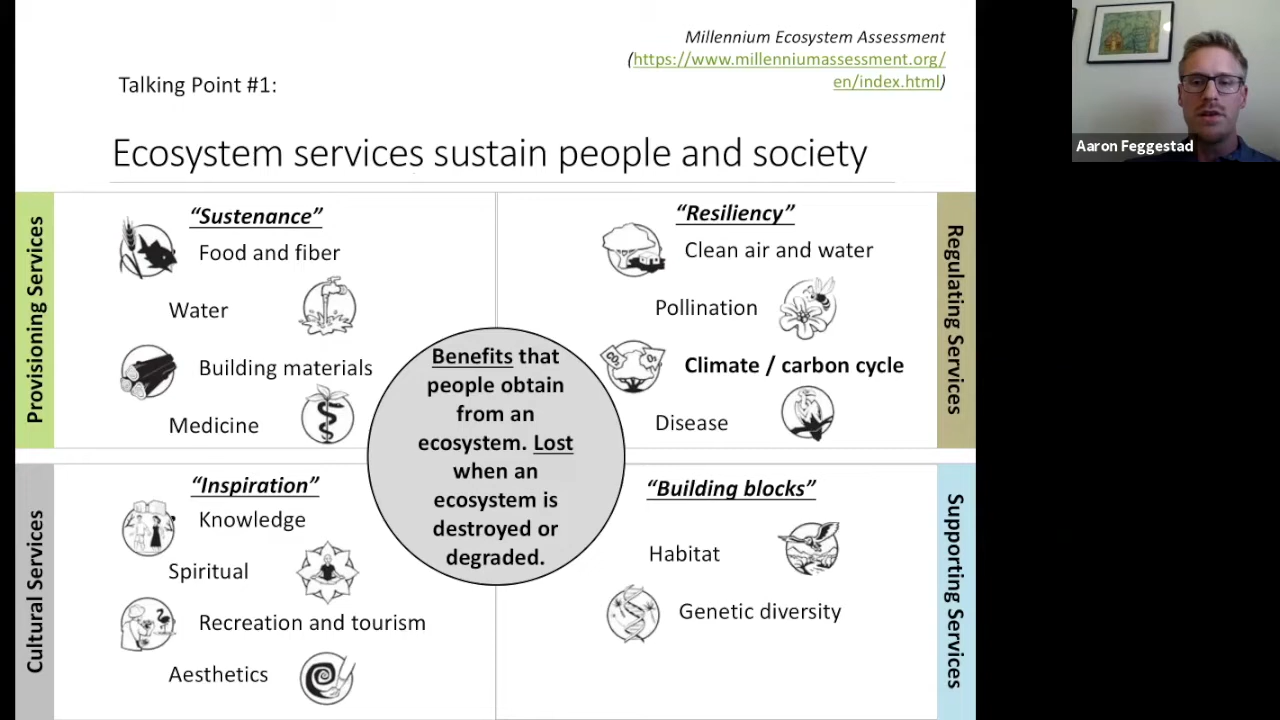 Millennium Ecosystem Assessment
(https://www.millenniumassessment.org/
en/index.html)
Talking Point #1:
Ecosystem services sustain people and society
Aaron Feggestad
Provisioning Services
"Sustenance"
Food and fiber
Water
Building materials
Medicine
"Resiliency"
Clean air and water
Pollination
CO₂
O₂
Climate / carbon cycle
Disease
Regulating Services
Benefits that
people obtain
from an
ecosystem. Lost
when an
ecosystem is
destroyed or
degraded.
Cultural Services
"Inspiration"
Knowledge
Spiritual
Recreation and tourism
Aesthetics
"Building blocks"
Habitat
Genetic diversity
Supporting Services